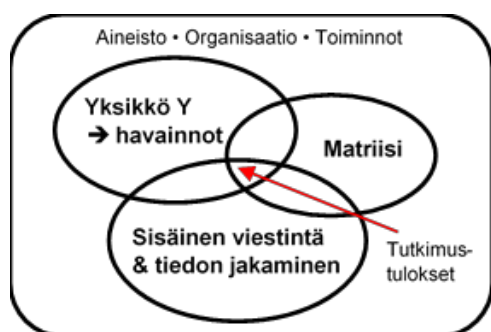 Aineisto • Organisaatio • Toiminnot
Yksikkö Y
➔ havainnot
Matriisi
Sisäinen viestintä
& tiedon jakaminen
Tutkimus-
tulokset